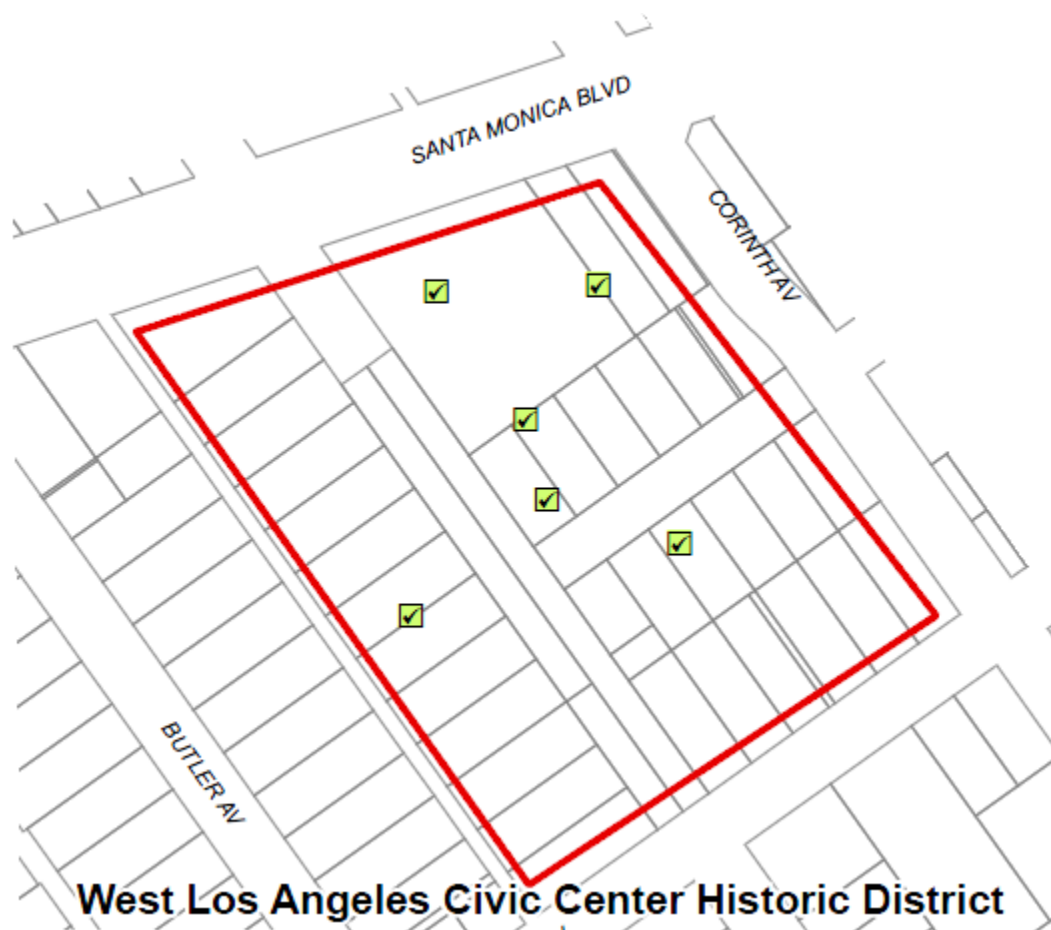 SANTA MONICA BLVD
CORINTH AV
BUTLER AV
West Los Angeles Civic Center Historic District